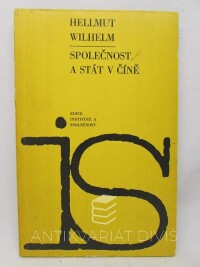 HELLMUT
WILHELM
SPOLEČNOST
A STÁT V ČÍNĚ
EDICE
INSTITUCE A
SPOLEČNOST
is
ANTIKVARIÁT DIVIŠ